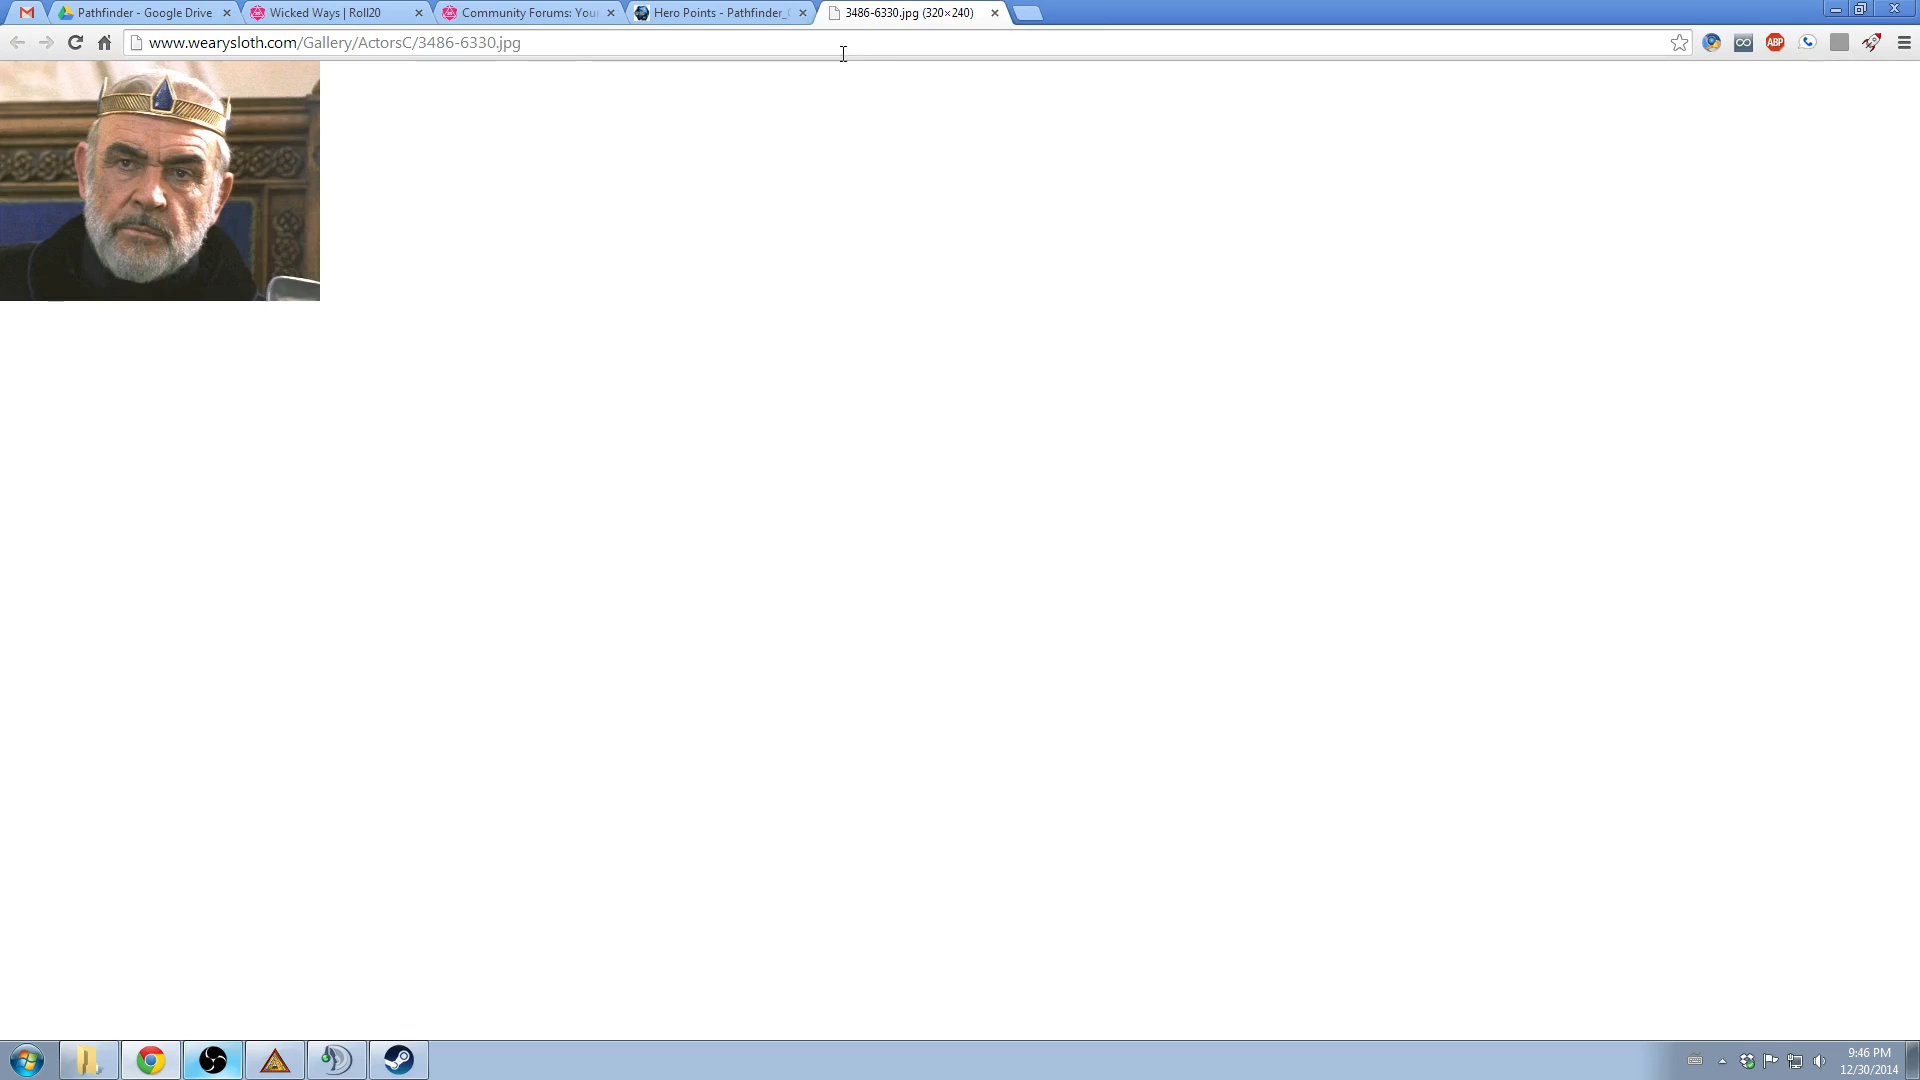 Pathfinder - Google Drive
Wicked Ways | Roll20
Community Forums: Your
Hero Points - Pathfinder_
3486-6330.jpg (320×240)
www.wearysloth.com/Gallery/ActorsC/3486-6330.jpg
ABP
9:46 PM
12/30/2014